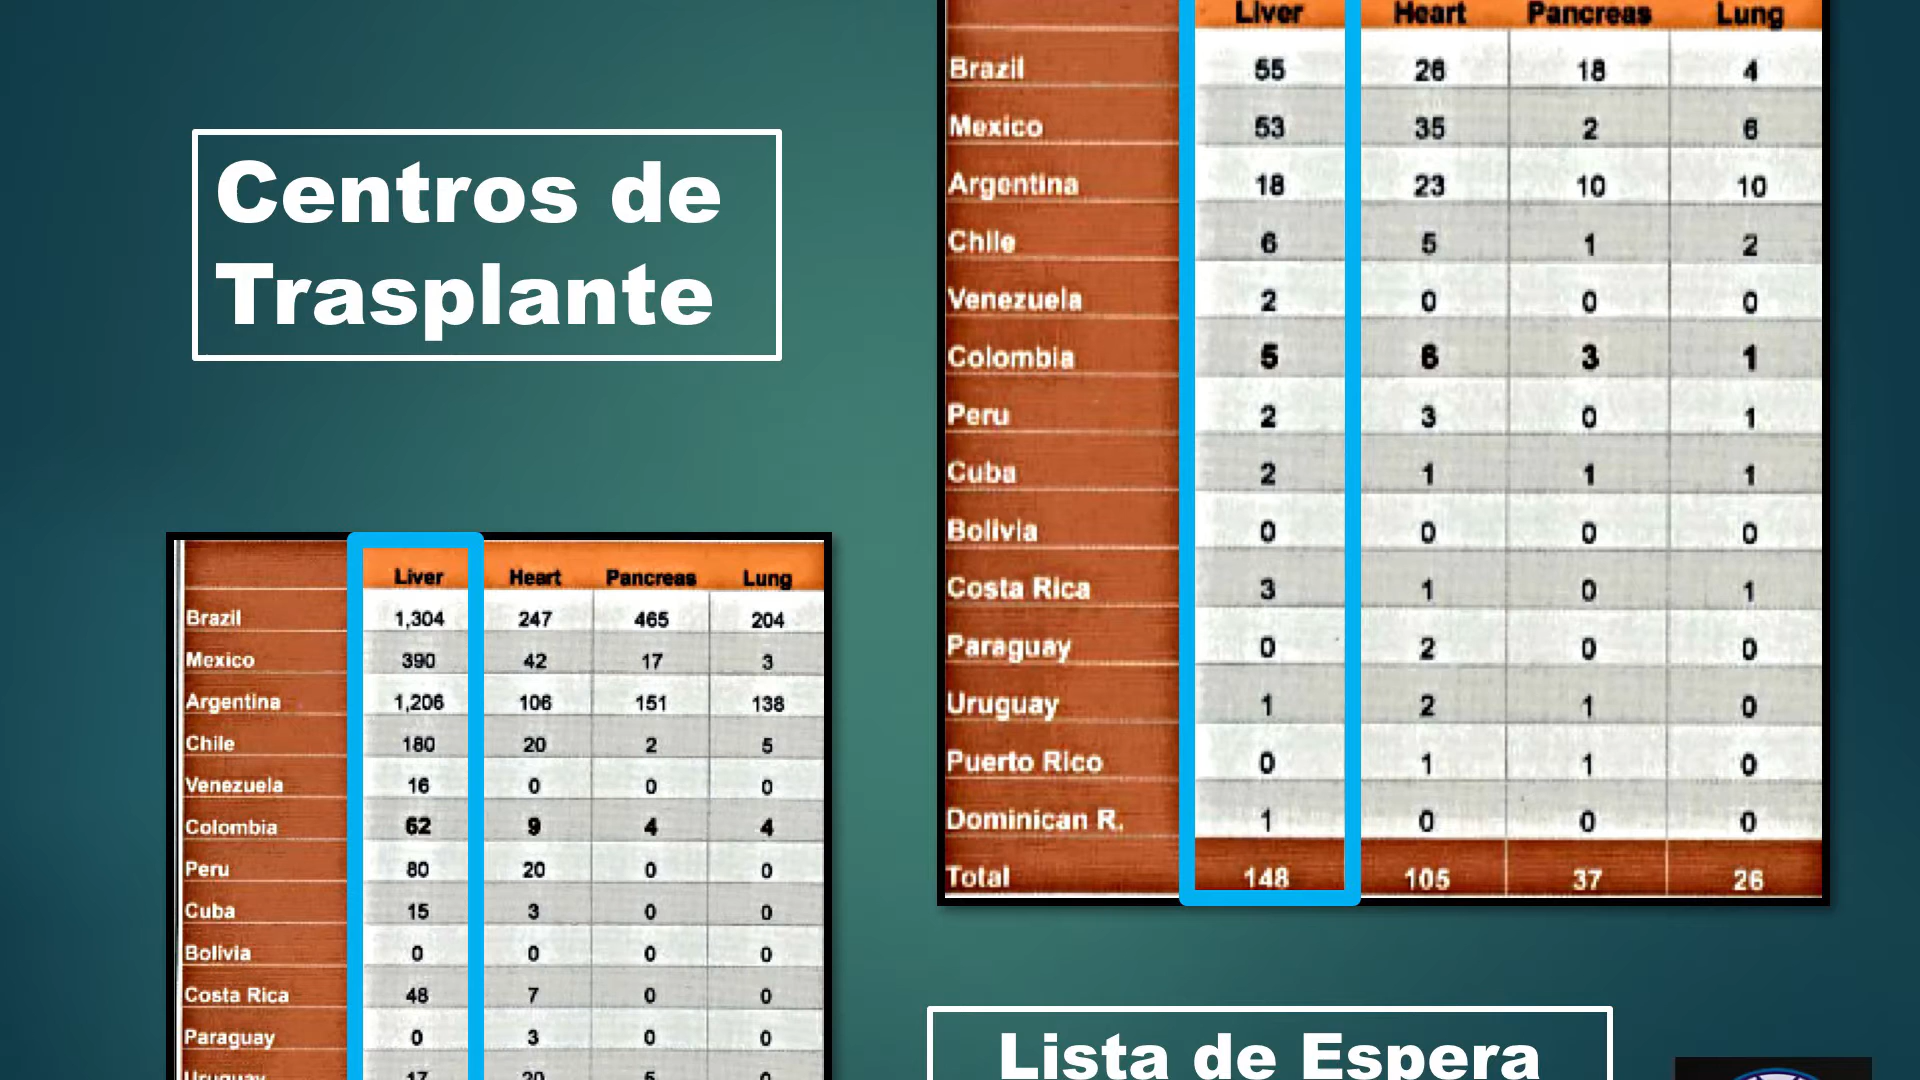 Centros de
Trasplante
Liver Heart Pancreas Lung
Brazil 55 26 18 4
Mexico 53 35 2 6
Argentina 18 23 10 10
Chile 6 5 1 2
Venezuela 2 0 0 0
Colombia 5 6 3 1
Peru 2 3 0 1
Cuba 2 1 1 1
Bolivia 0 0 0 0
Costa Rica 3 1 0 1
Paraguay 0 2 0 0
Uruguay 1 2 1 0
Puerto Rico 0 1 1 0
Dominican R. 1 0 0 0
Total 148 105 37 26
Liver Heart Pancreas Lung
Brazil 1,304 247 465 204
Mexico 390 42 17 3
Argentina 1,206 106 151 138
Chile 180 20 2 5
Venezuela 16 0 0 0
Colombia 62 9 4 4
Peru 80 20 0 0
Cuba 15 3 0 0
Bolivia 0 0 0 0
Costa Rica 48 7 0 0
Paraguay 0 3 0 0
Uruguay 17 20 5 0
Lista de Espera